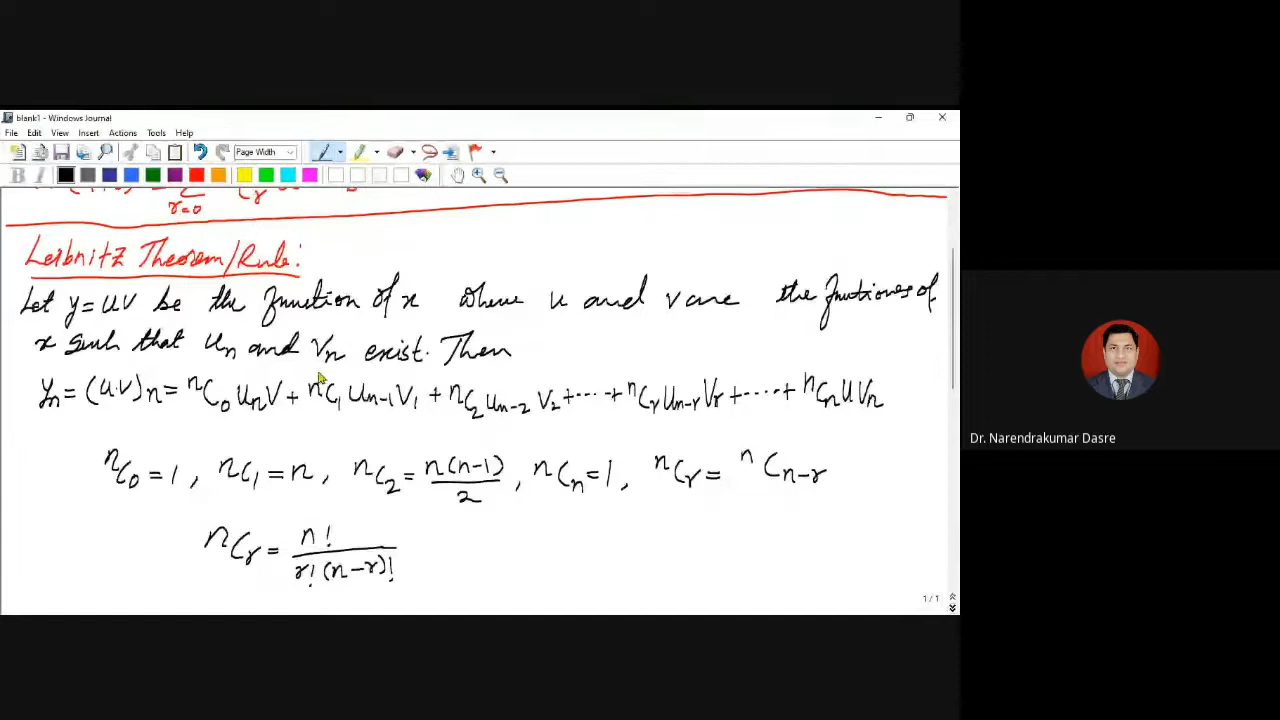 blank1 - Windows Journal
File Edit View Insert Actions Tools Help
Page Width
B I
r=0
Leibnitz Theorem/Rule:
Let y=uv be the function of x where u and v are the functiones of
x such that uₙ and vₙ exist. Then
yₙ = (u.v)ₙ = ⁿC₀ uₙV + ⁿC₁ uₙ₋₁V₁ + ⁿC₂ uₙ₋₂ V₂ +····+ ⁿCᵣ uₙ₋ᵣ Vᵣ +····+ ⁿCₙ U Vₙ
ⁿC₀ = 1, ⁿC₁ = n, ⁿC₂ = n(n-1)/2, ⁿCₙ = 1, ⁿCᵣ = ⁿCₙ₋ᵣ
ⁿCᵣ = n!/r!(n-r)!
1 / 1
Dr. Narendrakumar Dasre